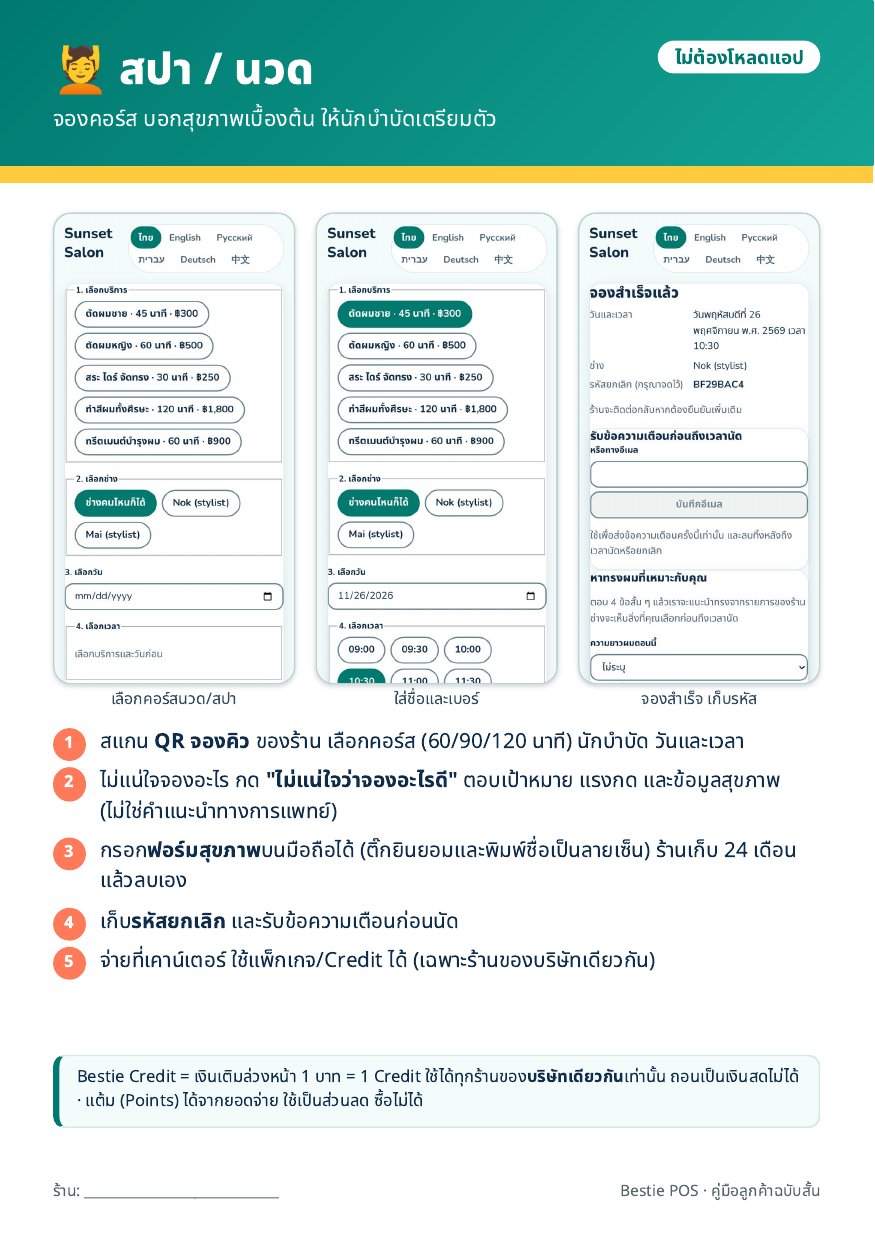 สปา / นวด
ไม่ต้องโหลดแอป
จองคอร์ส บอกสุขภาพเบื้องต้น ให้นักบำบัดเตรียมตัว
Sunset Salon
ไทย English Русский
עברית Deutsch 中文
1. เลือกบริการ
ตัดผมชาย · 45 นาที · ฿300
ตัดผมหญิง · 60 นาที · ฿500
สระ ไดร์ จัดทรง · 30 นาที · ฿250
ทำสีผมทั้งศีรษะ · 120 นาที · ฿1,800
ทรีตเมนต์บำรุงผม · 60 นาที · ฿900
2. เลือกช่าง
ช่างคนไหนก็ได้ Nok (stylist)
Mai (stylist)
3. เลือกวัน
mm/dd/yyyy
4. เลือกเวลา
เลือกบริการและวันก่อน
เลือกคอร์สนวด/สปา
Sunset Salon
ไทย English Русский
עברית Deutsch 中文
1. เลือกบริการ
ตัดผมชาย · 45 นาที · ฿300
ตัดผมหญิง · 60 นาที · ฿500
สระ ไดร์ จัดทรง · 30 นาที · ฿250
ทำสีผมทั้งศีรษะ · 120 นาที · ฿1,800
ทรีตเมนต์บำรุงผม · 60 นาที · ฿900
2. เลือกช่าง
ช่างคนไหนก็ได้ Nok (stylist)
Mai (stylist)
3. เลือกวัน
11/26/2026
4. เลือกเวลา
09:00 09:30 10:00
10:30 11:00 11:30
ใส่ชื่อและเบอร์
Sunset Salon
ไทย English Русский
עברית Deutsch 中文
จองสำเร็จแล้ว
วันและเวลา วันพฤหัสบดีที่ 26
พฤศจิกายน พ.ศ. 2569 เวลา
10:30
ช่าง Nok (stylist)
รหัสยกเลิก (กรุณาจดไว้) BF29BAC4
ร้านจะติดต่อกลับหากต้องยืนยันเพิ่มเติม
รับข้อความเตือนก่อนถึงเวลานัด
หรือทางอีเมล
บันทึกอีเมล
ใช้เพื่อส่งข้อความเตือนครั้งนี้เท่านั้น และลบทิ้งหลังถึง
เวลานัดหรือยกเลิก
หาทรงผมที่เหมาะกับคุณ
ตอบ 4 ข้อสั้น ๆ แล้วเราจะแนะนำทรงจากรายการของร้าน
ช่างจะเห็นสิ่งที่คุณเลือกก่อนถึงเวลานัด
ความยาวผมตอนนี้
ไม่ระบุ
จองสำเร็จ เก็บรหัส
1 สแกน QR จองคิว ของร้าน เลือกคอร์ส (60/90/120 นาที) นักบำบัด วันและเวลา
2 ไม่แน่ใจจองอะไร กด "ไม่แน่ใจว่าจองอะไรดี" ตอบเป้าหมาย แรงกด และข้อมูลสุขภาพ
(ไม่ใช่คำแนะนำทางการแพทย์)
3 กรอกฟอร์มสุขภาพบนมือถือได้ (ติ๊กยินยอมและพิมพ์ชื่อเป็นลายเซ็น) ร้านเก็บ 24 เดือน
แล้วลบเอง
4 เก็บรหัสยกเลิก และรับข้อความเตือนก่อนนัด
5 จ่ายที่เคาน์เตอร์ ใช้แพ็กเกจ/Credit ได้ (เฉพาะร้านของบริษัทเดียวกัน)
Bestie Credit = เงินเติมล่วงหน้า 1 บาท = 1 Credit ใช้ได้ทุกร้านของบริษัทเดียวกันเท่านั้น ถอนเป็นเงินสดไม่ได้
· แต้ม (Points) ได้จากยอดจ่าย ใช้เป็นส่วนลด ซื้อไม่ได้
ร้าน: ________________________
Bestie POS · คู่มือลูกค้าฉบับสั้น